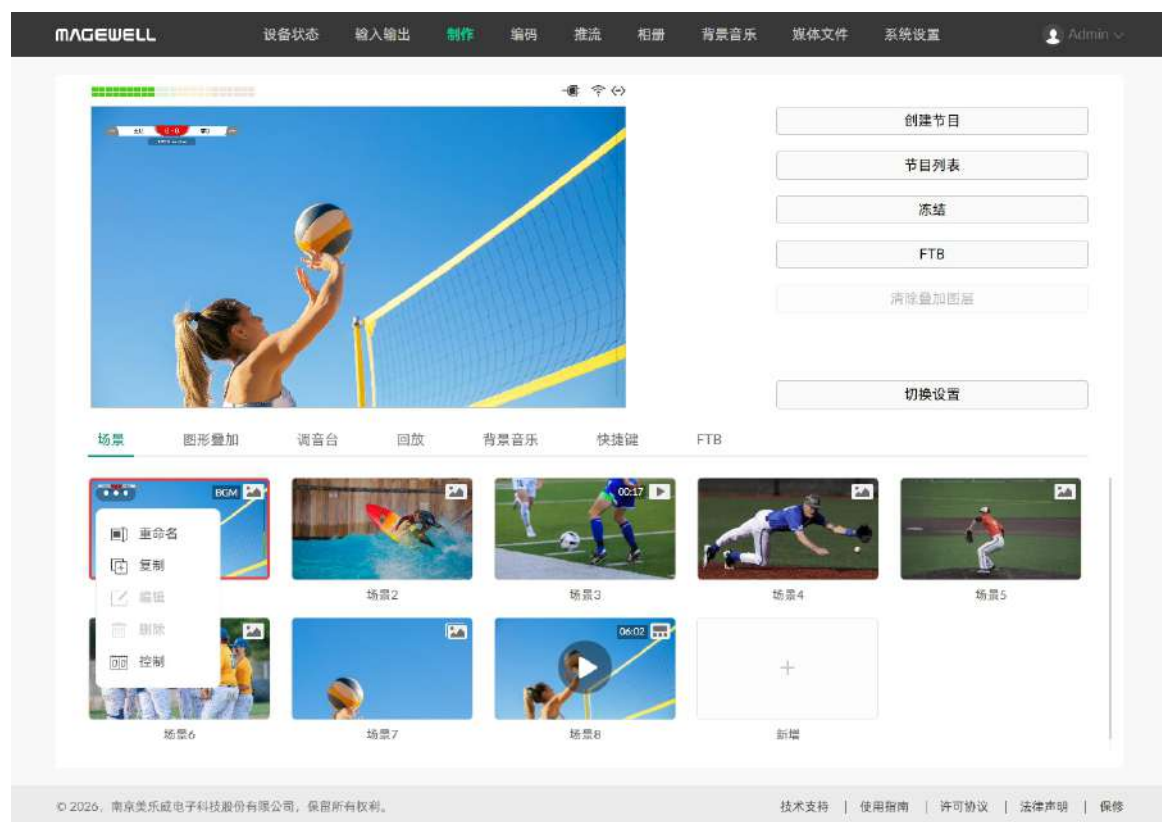 MAGEWELL 设备状态 输入输出 制作 编码 推流 相册 背景音乐 媒体文件 系统设置 Admin
创建节目
节目列表
冻结
FTB
清除叠加图层
切换设置
0 - 0
场景 图形叠加 调音台 回放 背景音乐 快捷键 FTB
BGM
00:17
重命名
复制
编辑
删除
控制
场景2 场景3 场景4 场景5
06:02
场景6 场景7 场景8 新增
© 2026，南京美乐威电子科技股份有限公司，保留所有权利。 技术支持 | 使用指南 | 许可协议 | 法律声明 | 保修